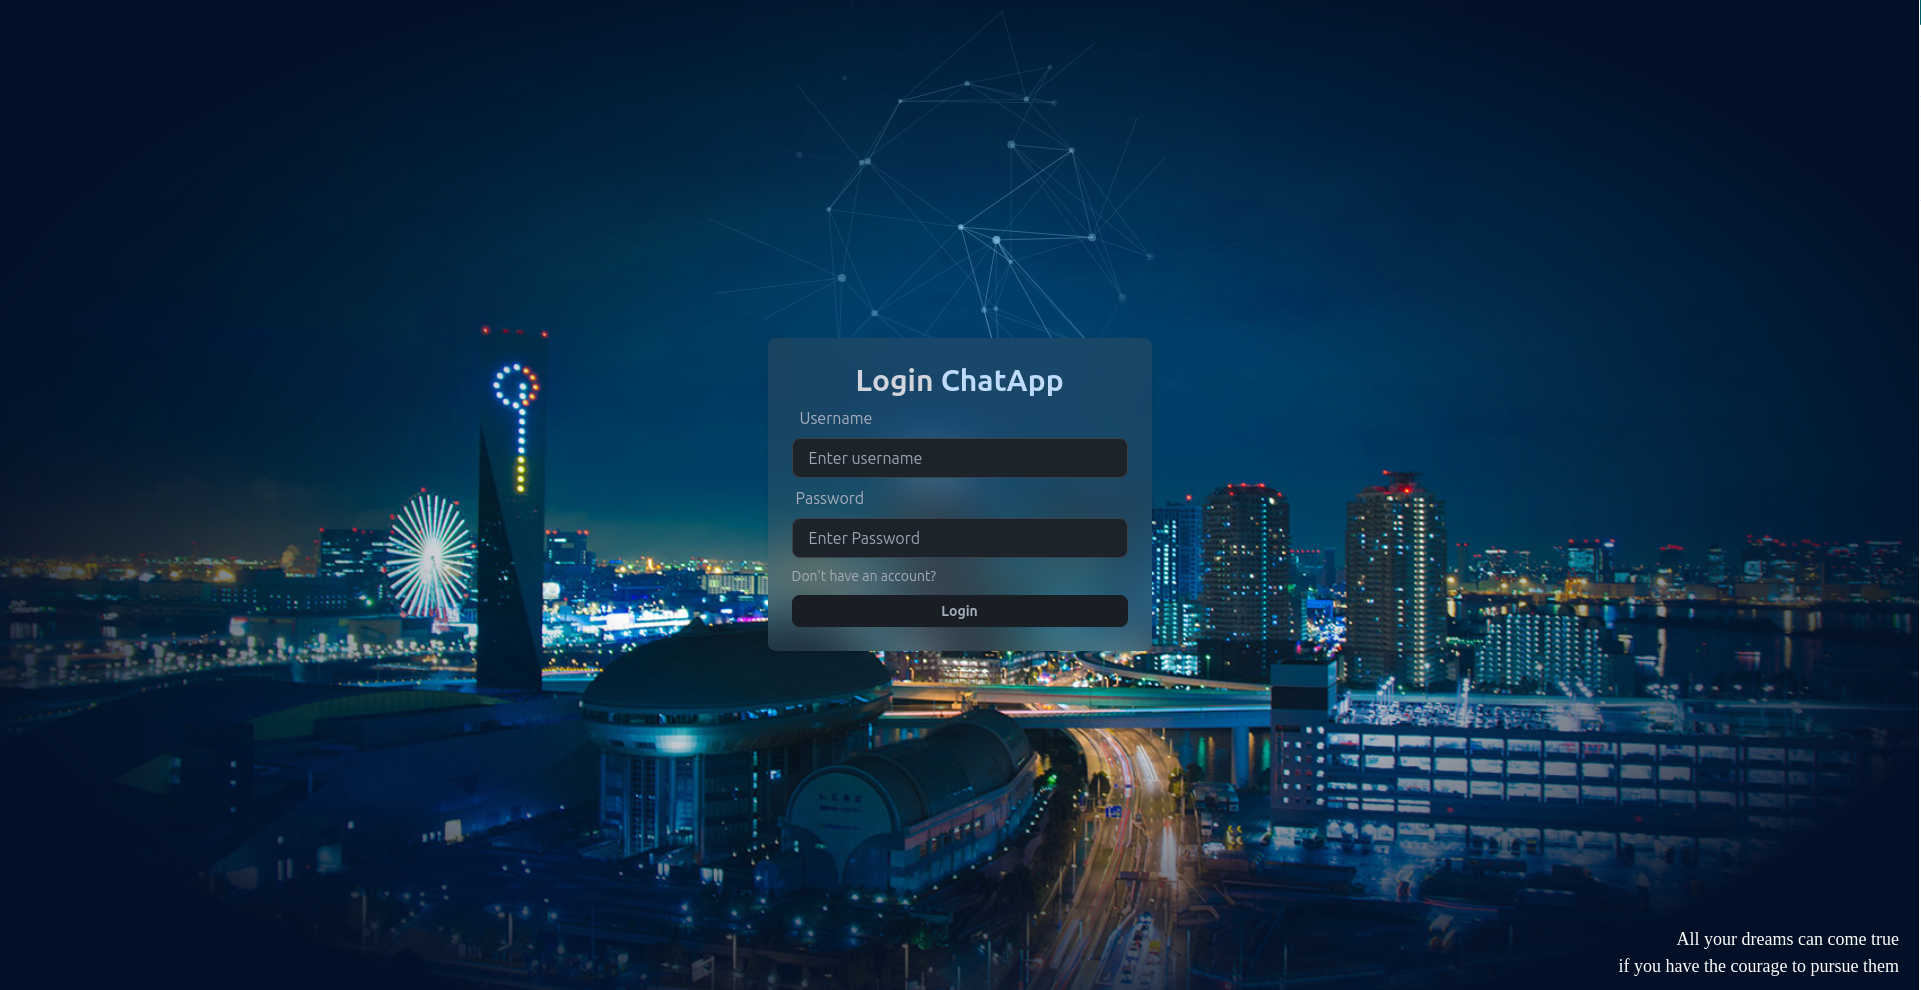 Login ChatApp
Username
Enter username
Password
Enter Password
Don't have an account?
Login
All your dreams can come true
if you have the courage to pursue them